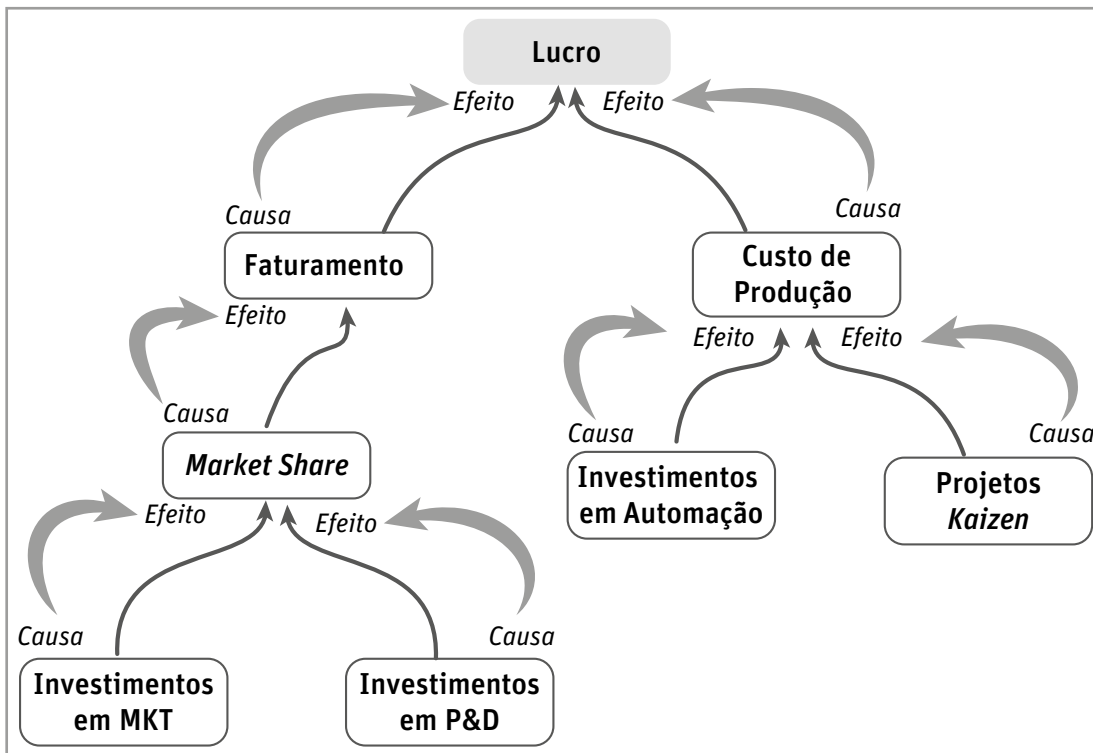 Lucro
Efeito
Efeito
Causa
Causa
Faturamento
Custo de
Produção
Efeito
Efeito
Efeito
Causa
Causa
Causa
Market Share
Investimentos
em Automação
Projetos
Kaizen
Efeito
Efeito
Causa
Causa
Investimentos
em MKT
Investimentos
em P&D